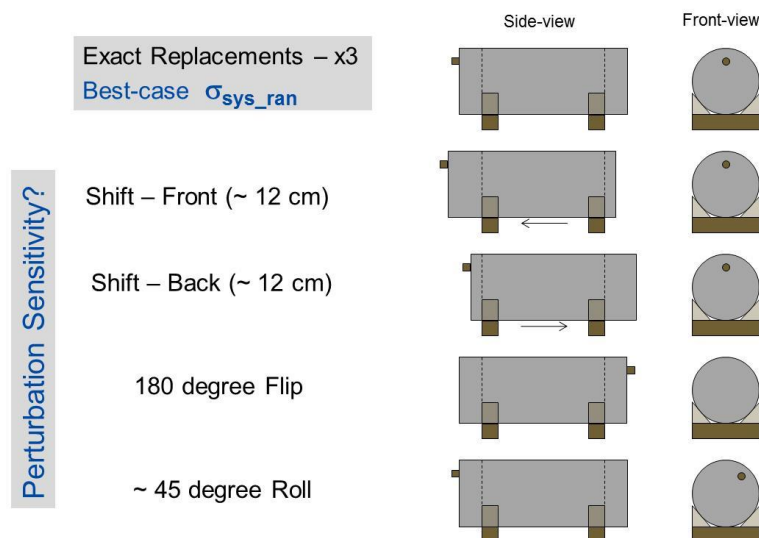 Side-view
Front-view
Exact Replacements – x3
Best-case σsys_ran
Perturbation Sensitivity?
Shift – Front (~ 12 cm)
Shift – Back (~ 12 cm)
180 degree Flip
~ 45 degree Roll